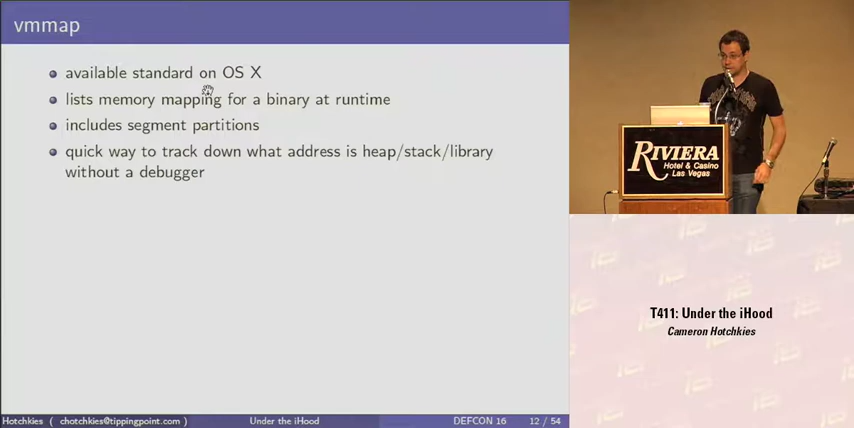 vmmap
available standard on OS X
lists memory mapping for a binary at runtime
includes segment partitions
quick way to track down what address is heap/stack/library
without a debugger
Hotchkies ( chotchkies@tippingpoint.com )
Under the iHood
DEFCON 16
12 / 54
RIVIERA
Hotel & Casino
Las Vegas
T411: Under the iHood
Cameron Hotchkies